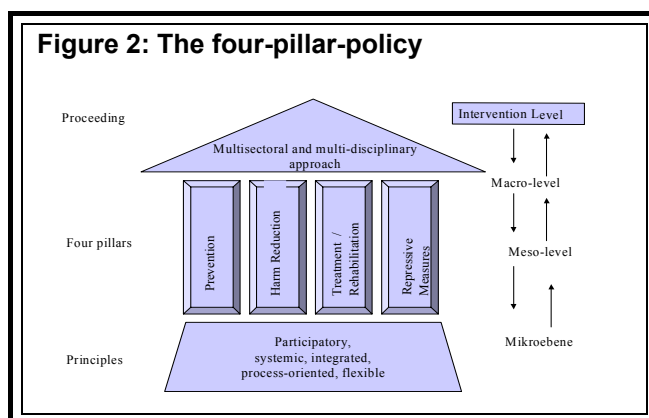 Figure 2: The four-pillar-policy
Proceeding
Multisectoral and multi-disciplinary
approach
Intervention Level
Macro-level
Four pillars
Prevention
Harm Reduction
Treatment /
Rehabilitation
Repressive
Measures
Meso-level
Principles
Participatory,
systemic, integrated,
process-oriented, flexible
Mikroebene